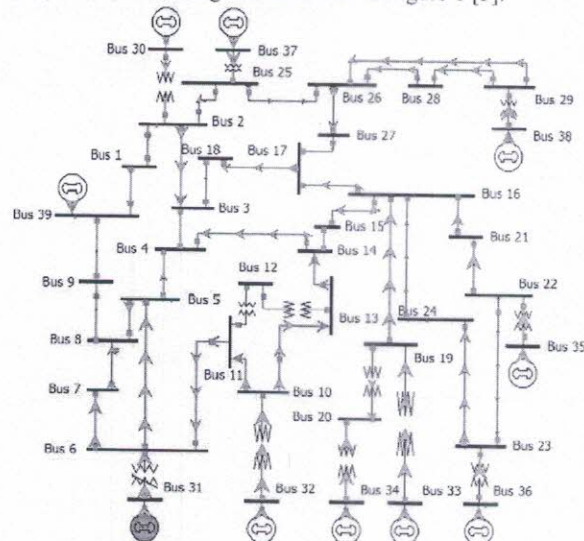 Bus 30
Bus 37
Bus 25
Bus 26
Bus 28
Bus 29
Bus 2
Bus 27
Bus 38
Bus 18
Bus 17
Bus 1
Bus 16
Bus 3
Bus 39
Bus 15
Bus 21
Bus 4
Bus 14
Bus 12
Bus 9
Bus 22
Bus 5
Bus 13
Bus 24
Bus 8
Bus 19
Bus 35
Bus 11
Bus 7
Bus 10
Bus 20
Bus 6
Bus 23
Bus 31
Bus 32
Bus 34
Bus 33
Bus 36